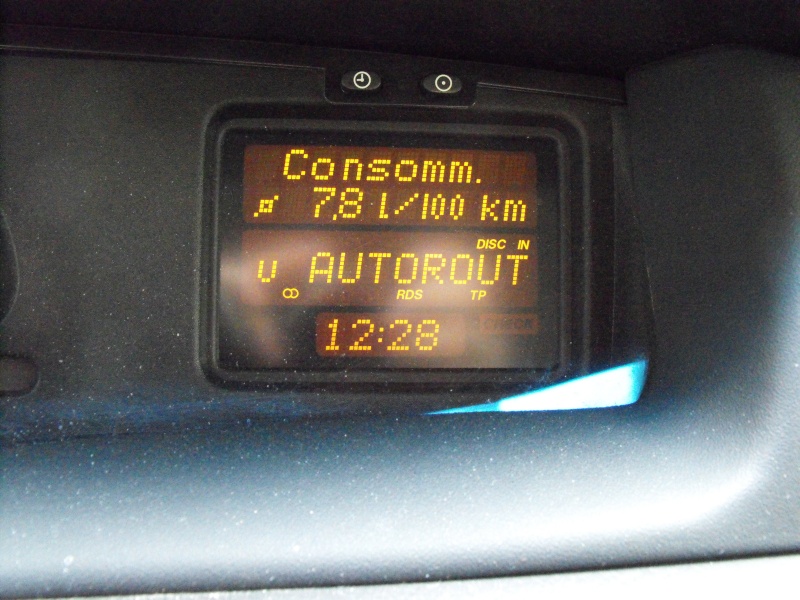 Consomm.
7,8 l/100 km
DISC IN
U AUTOROUT
RDS TP
12:28